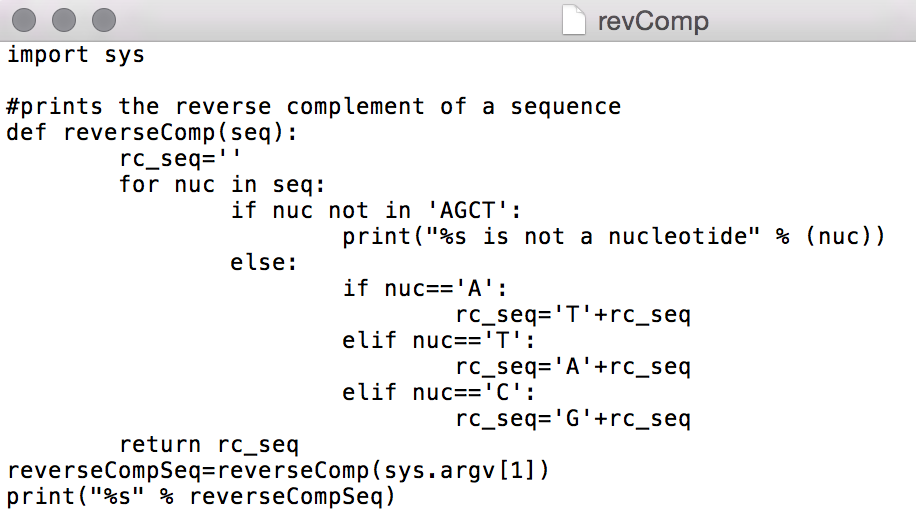 revComp
import sys
#prints the reverse complement of a sequence
def reverseComp(seq):
        rc_seq=''
        for nuc in seq:
                if nuc not in 'AGCT':
                        print("%s is not a nucleotide" % (nuc))
                else:
                        if nuc=='A':
                                rc_seq='T'+rc_seq
                        elif nuc=='T':
                                rc_seq='A'+rc_seq
                        elif nuc=='C':
                                rc_seq='G'+rc_seq
        return rc_seq
reverseCompSeq=reverseComp(sys.argv[1])
print("%s" % reverseCompSeq)